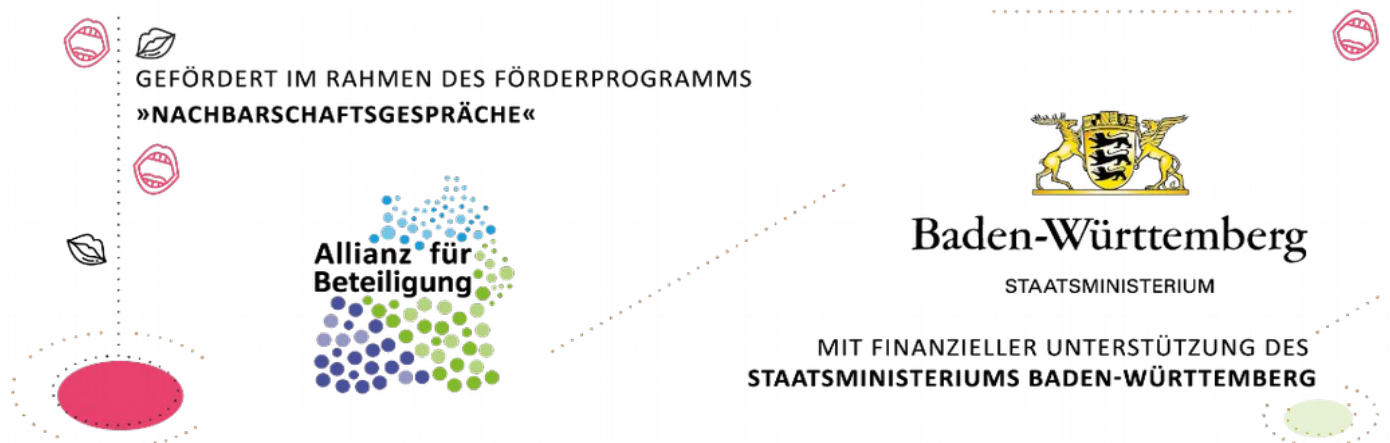 GEFÖRDERT IM RAHMEN DES FÖRDERPROGRAMMS
»NACHBARSCHAFTSGESPRÄCHE«
Allianz für
Beteiligung
Baden-Württemberg
STAATSMINISTERIUM
MIT FINANZIELLER UNTERSTÜTZUNG DES
STAATSMINISTERIUMS BADEN-WÜRTTEMBERG